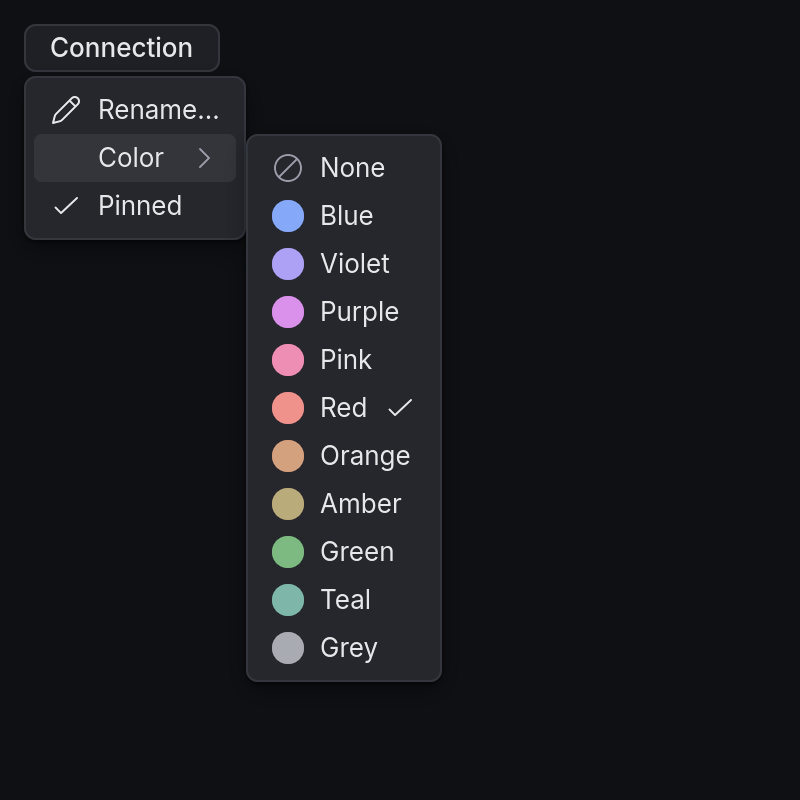 Connection
Rename...
Color
Pinned
None
Blue
Violet
Purple
Pink
Red
Orange
Amber
Green
Teal
Grey